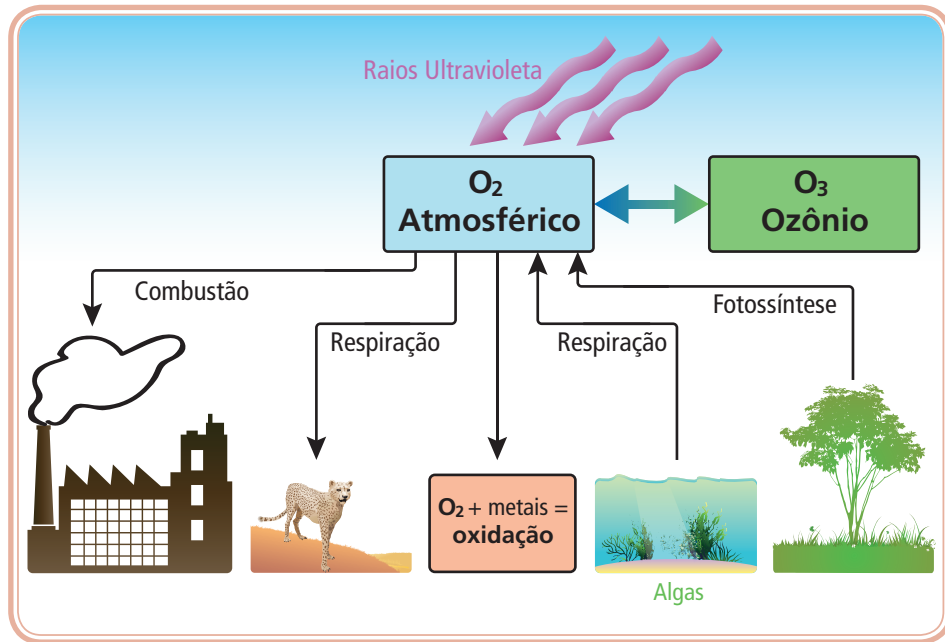 Raios Ultravioleta
O₂
Atmosférico
O₃
Ozônio
Combustão
Respiração
Respiração
Fotossíntese
O₂ + metais =
oxidação
Algas